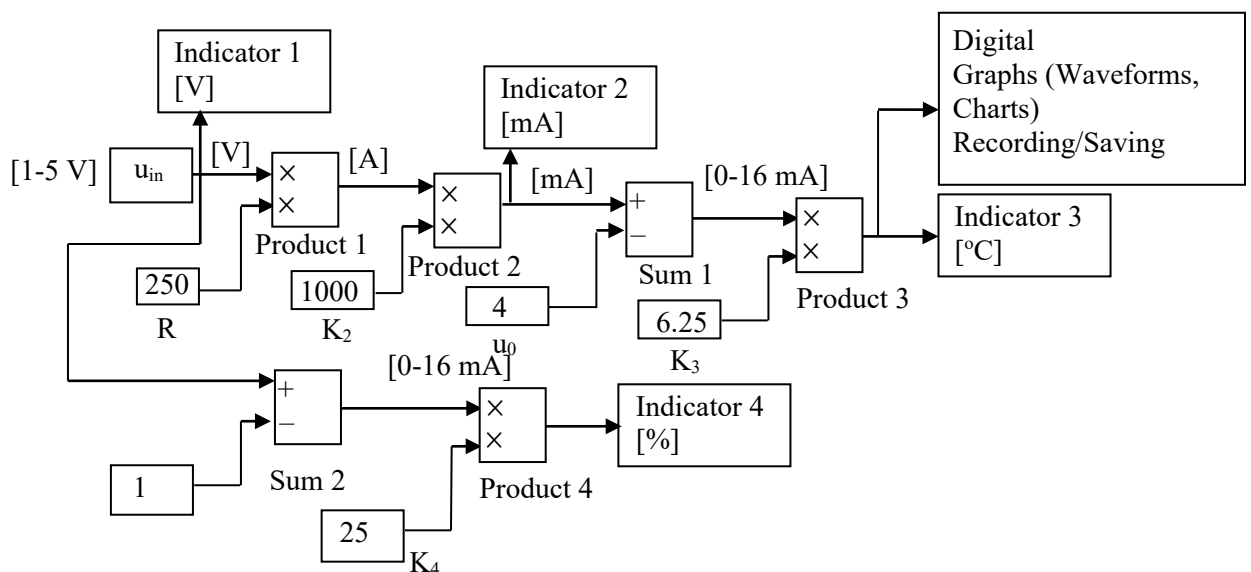 Indicator 1
[V]
Indicator 2
[mA]
Digital
Graphs (Waveforms,
Charts)
Recording/Saving
[1-5 V]
uin
[V]
×
×
Product 1
[A]
×
×
Product 2
[mA]
+
−
Sum 1
[0-16 mA]
×
×
Product 3
Indicator 3
[ºC]
250
R
1000
K2
4
u0
6.25
K3
[0-16 mA]
+
−
Sum 2
×
×
Product 4
Indicator 4
[%]
1
25
K4